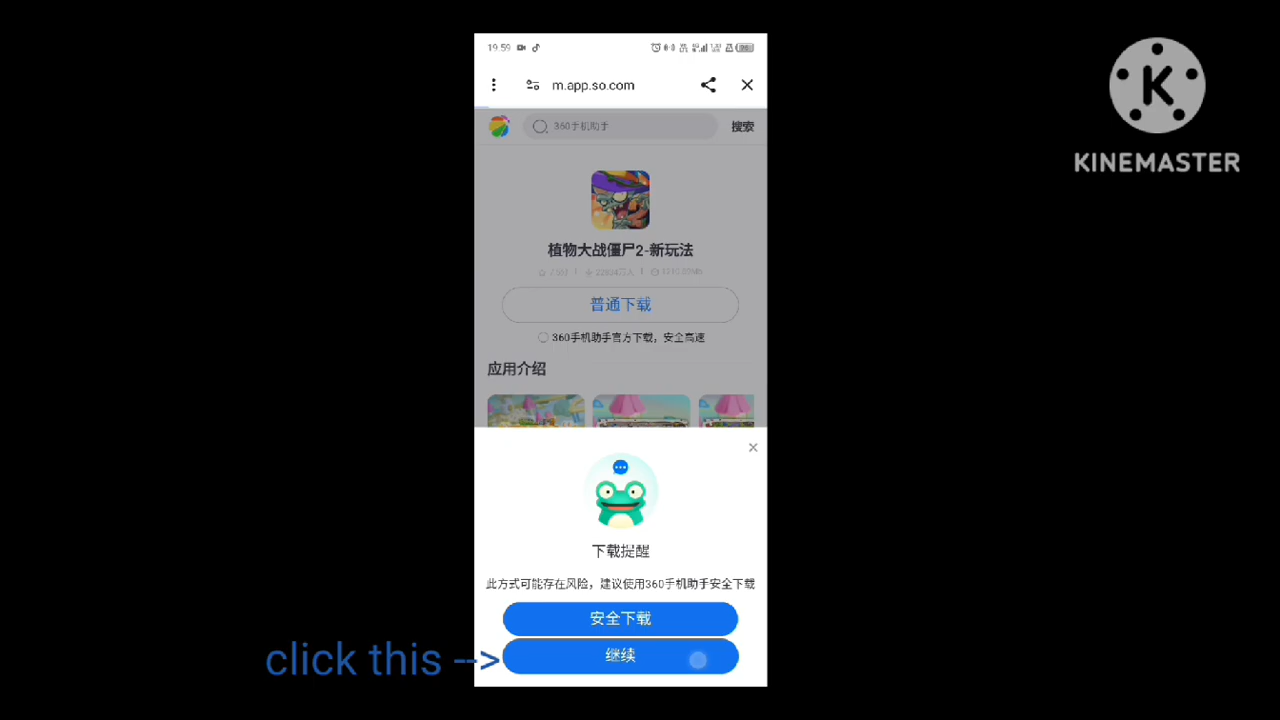 19:59
m.app.so.com
360手机助手 搜索
植物大战僵尸2-新玩法
普通下载
360手机助手官方下载，安全高速
应用介绍
下载提醒
此方式可能存在风险，建议使用360手机助手安全下载
安全下载
click this --> 继续
K
KINEMASTER